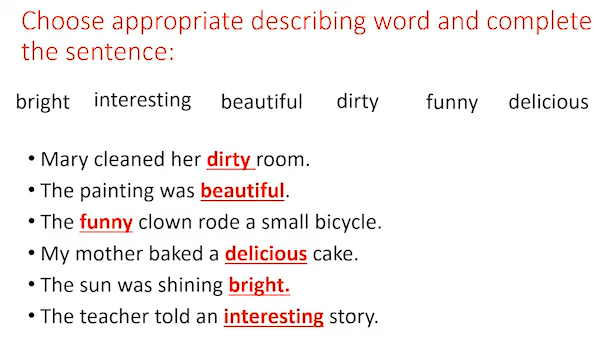 Choose appropriate describing word and complete
the sentence:
bright interesting beautiful dirty funny delicious
• Mary cleaned her dirty room.
• The painting was beautiful.
• The funny clown rode a small bicycle.
• My mother baked a delicious cake.
• The sun was shining bright.
• The teacher told an interesting story.